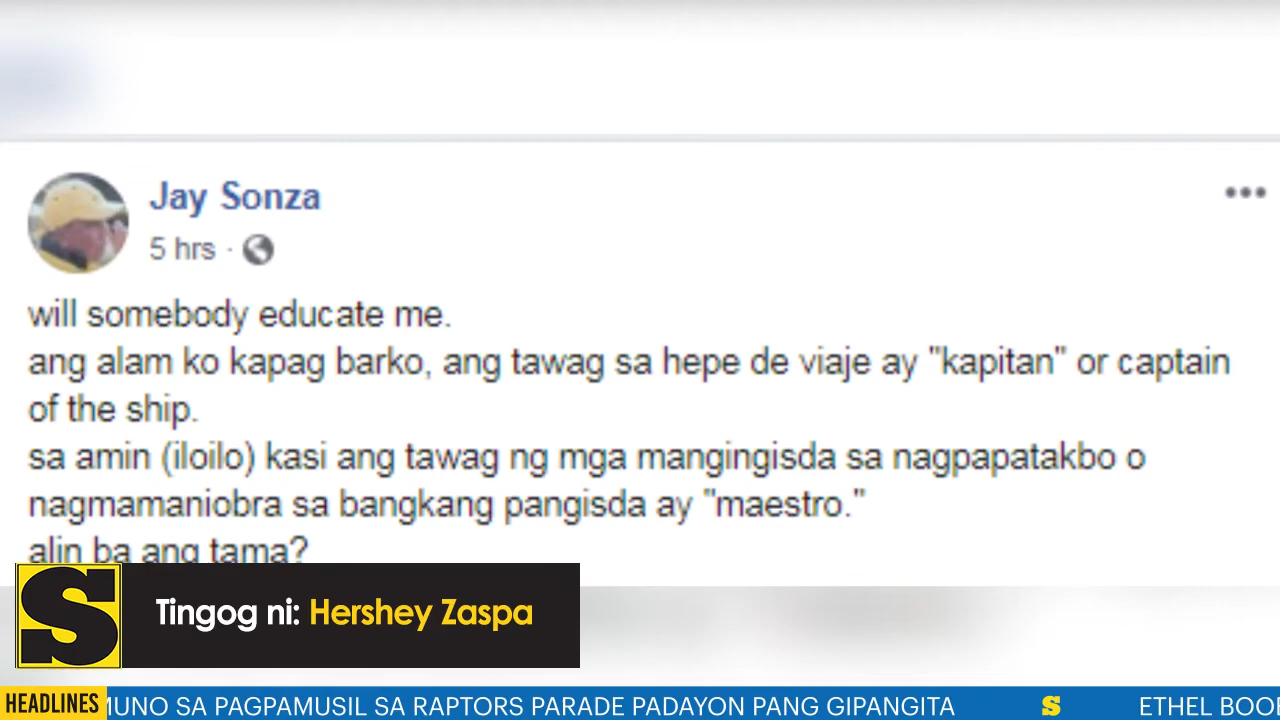 Jay Sonza
5 hrs ·
will somebody educate me.
ang alam ko kapag barko, ang tawag sa hepe de viaje ay "kapitan" or captain
of the ship.
sa amin (iloilo) kasi ang tawag ng mga mangingisda sa nagpapatakbo o
nagmamaniobra sa bangkang pangisda ay "maestro."
alin ba ang tama?
S Tingog ni: Hershey Zaspa
HEADLINES SA PAGPAMUSIL SA RAPTORS PARADE PADAYON PANG GIPANGITA S ETHEL